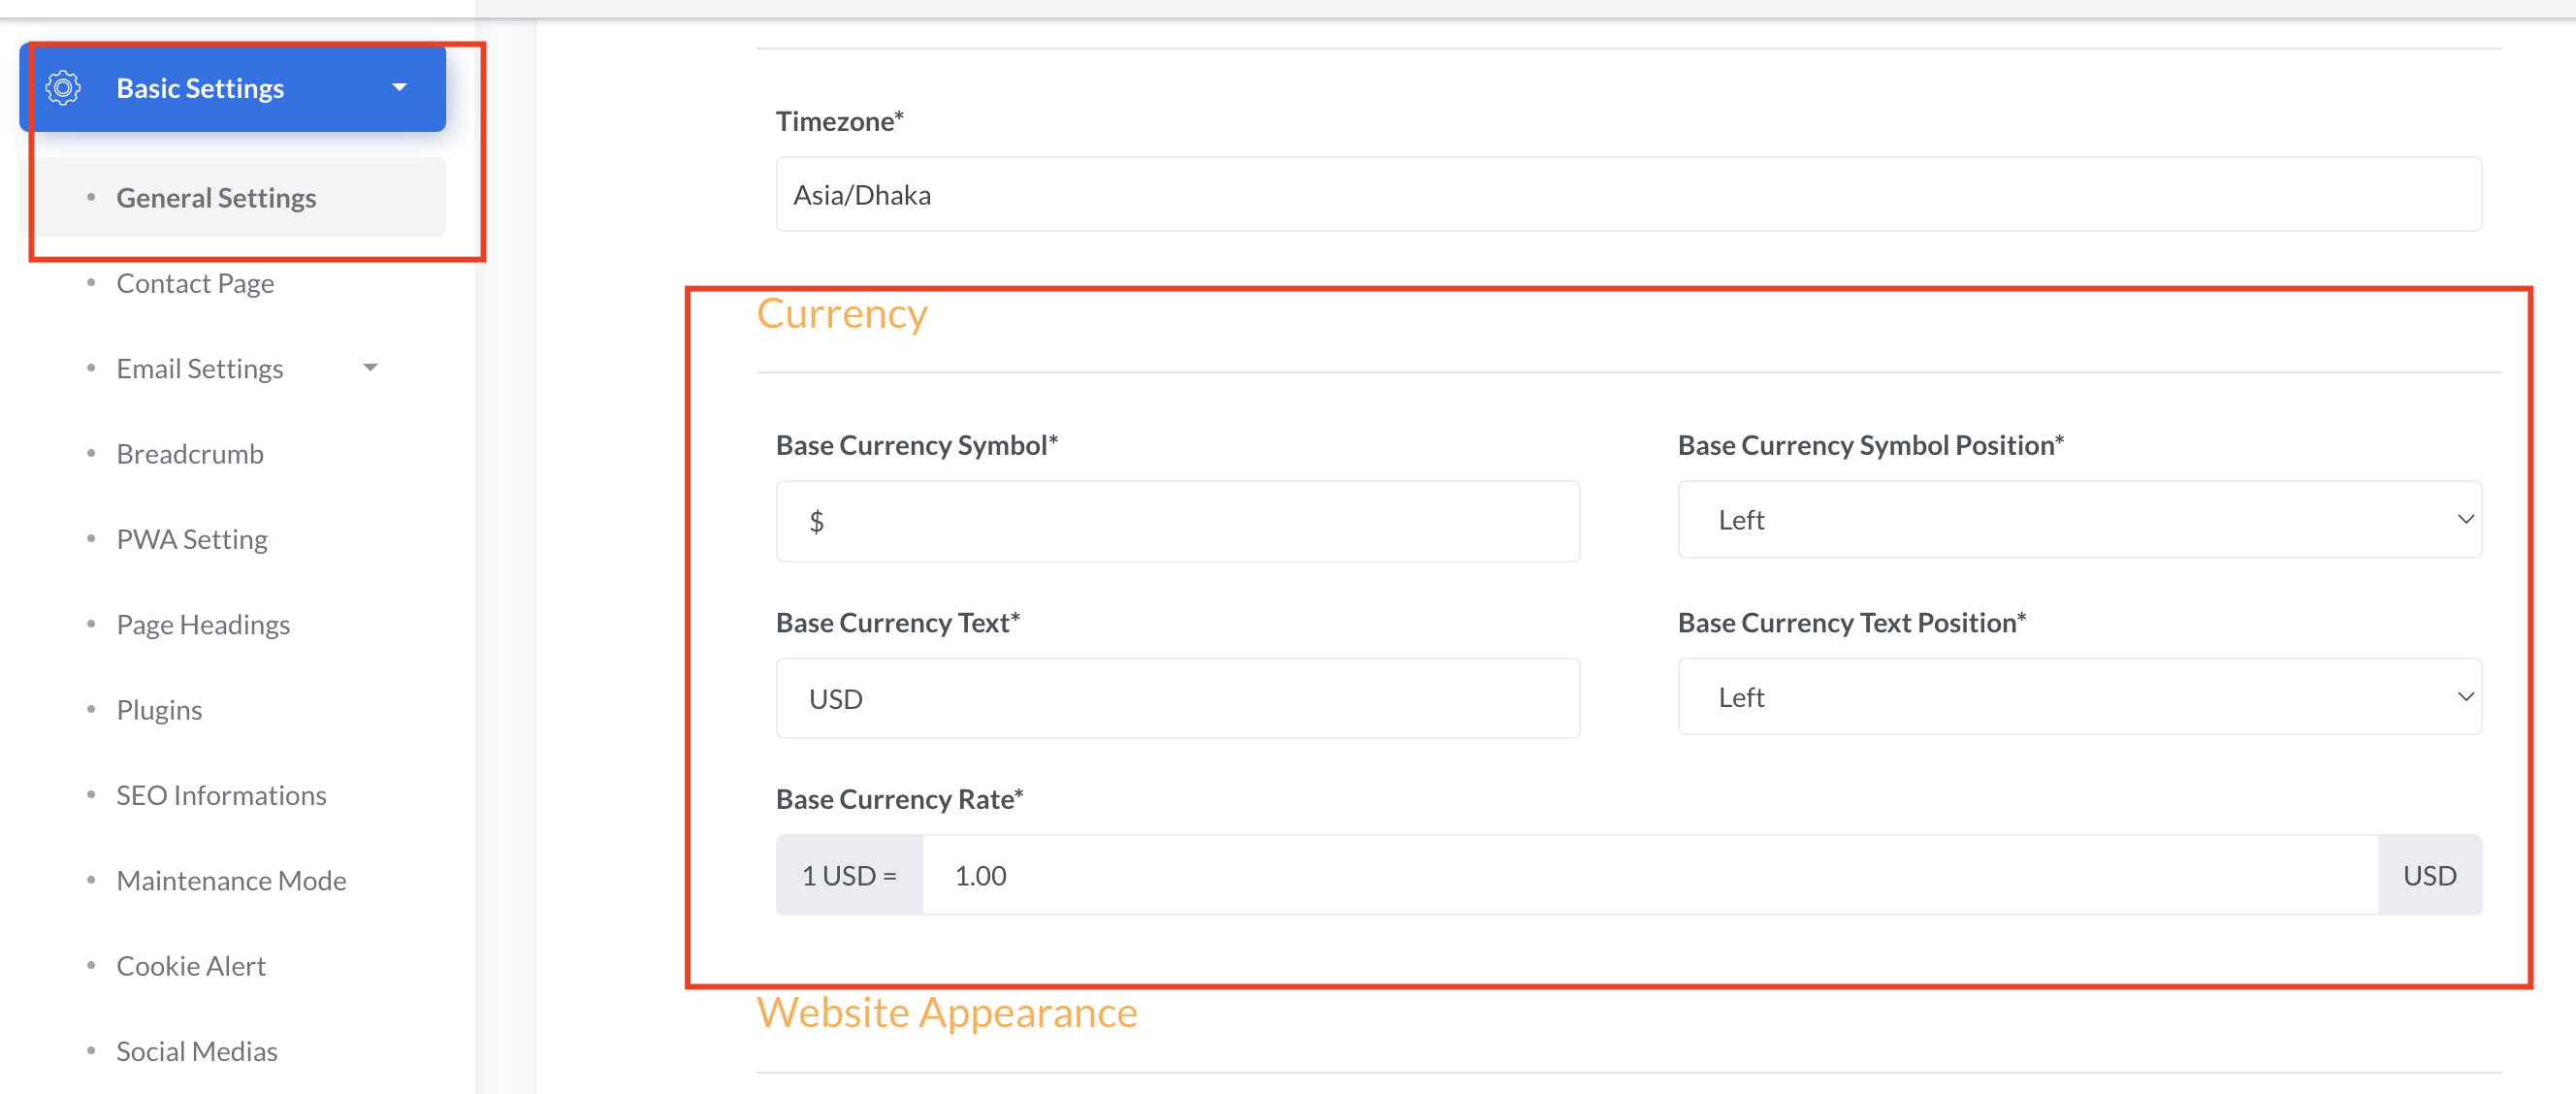 Basic Settings
General Settings
Contact Page
Email Settings
Breadcrumb
PWA Setting
Page Headings
Plugins
SEO Informations
Maintenance Mode
Cookie Alert
Social Medias
Timezone*
Asia/Dhaka
Currency
Base Currency Symbol*
$
Base Currency Symbol Position*
Left
Base Currency Text*
USD
Base Currency Text Position*
Left
Base Currency Rate*
1 USD = 1.00 USD
Website Appearance